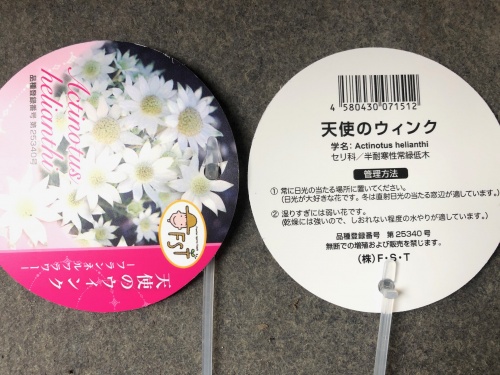 Actinotus
helianthi
品種登録番号 第25340号
FST
天使のウィンク
―フランネルフラワー―
4 580430 071512
天使のウィンク
学名: Actinotus helianthi
セリ科/半耐寒性常緑低木
管理方法
① 常に日光の当たる場所に置いてください。
(日光が大好きな花です。冬は直射日光の当たる窓辺が適しています。)
② 湿りすぎには弱い花です。
(乾燥には強いので、しおれない程度の水やりが適しています。)
品種登録番号 第 25340 号
無断での増殖および販売を禁じます。
(株) F・S・T